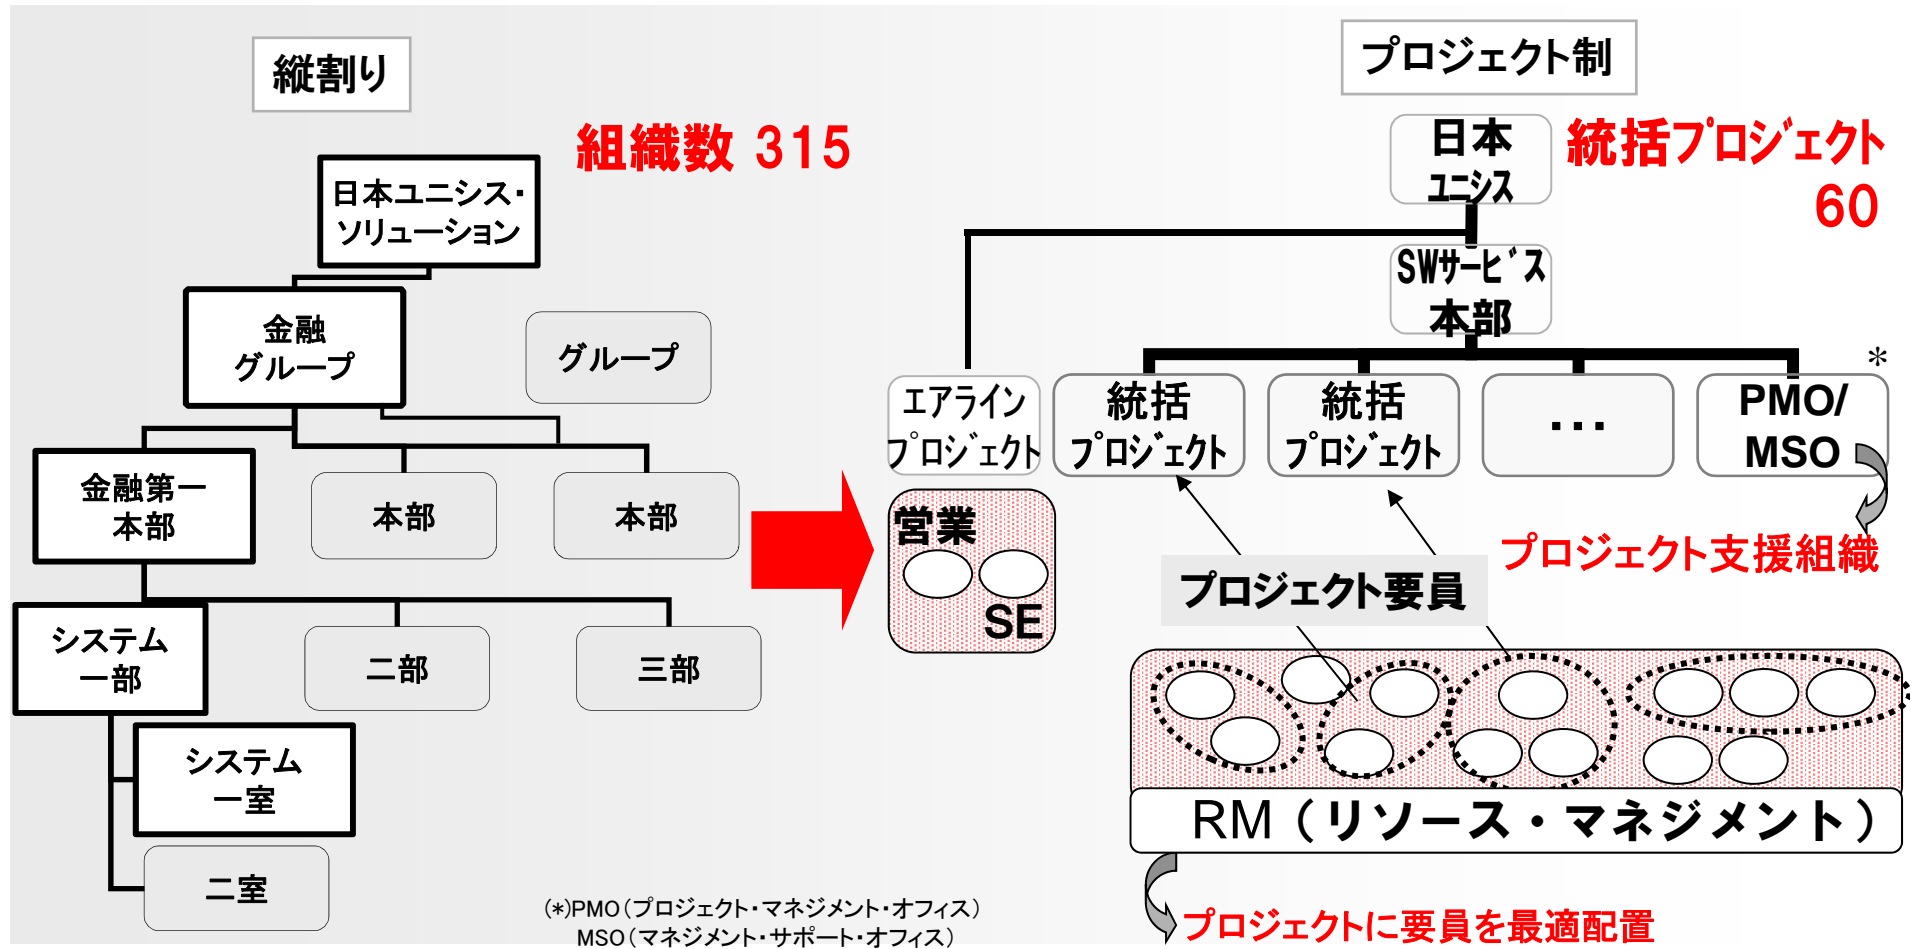 縦割り
組織数 315
日本ユニシス・
ソリューション
金融
グループ
グループ
金融第一
本部
本部
本部
システム
一部
二部
三部
システム
一室
二室
(*)PMO(プロジェクト・マネジメント・オフィス)
MSO(マネジメント・サポート・オフィス)
プロジェクト制
日本
ユニシス
統括プロジェクト
60
SWサービス
本部
*
エアライン
プロジェクト
統括
プロジェクト
統括
プロジェクト
…
PMO/
MSO
営業
SE
プロジェクト支援組織
プロジェクト要員
RM(リソース・マネジメント)
プロジェクトに要員を最適配置